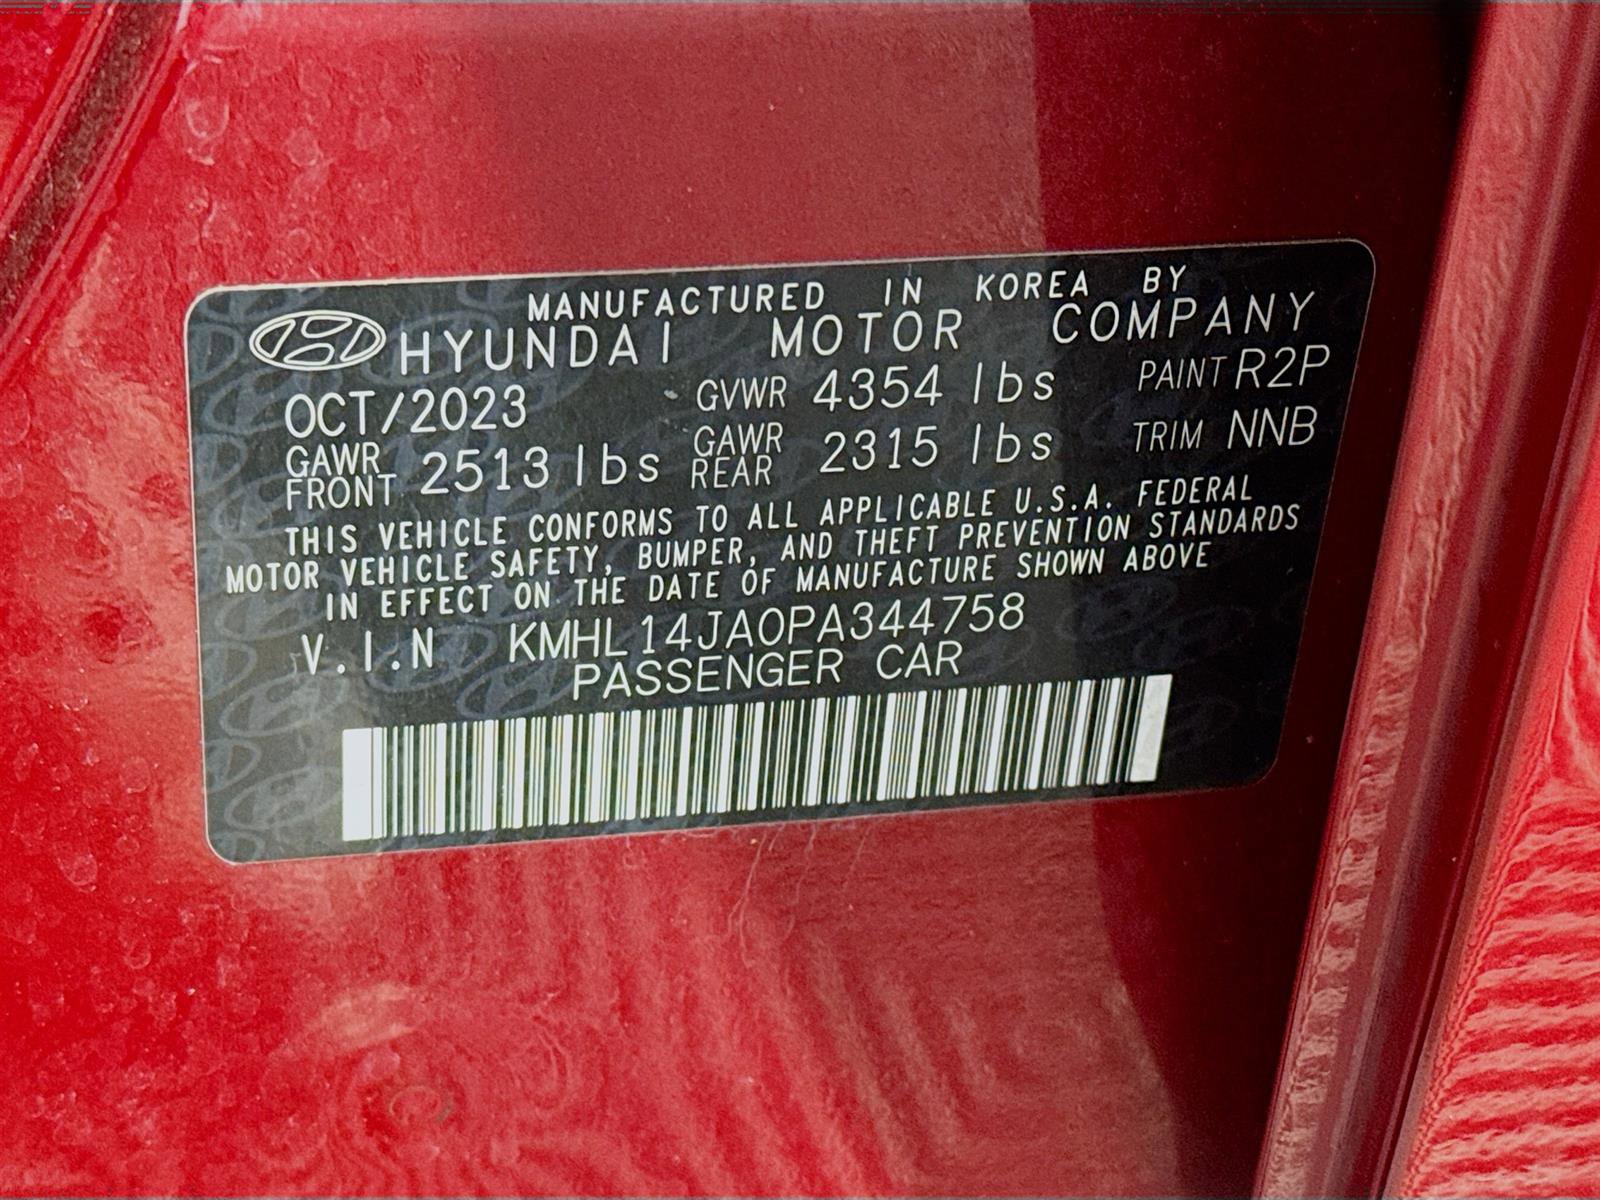 MANUFACTURED IN KOREA BY
HYUNDAI MOTOR COMPANY
OCT/2023 GVWR 4354 lbs PAINT R2P
GAWR FRONT 2513 lbs GAWR REAR 2315 lbs TRIM NNB
THIS VEHICLE CONFORMS TO ALL APPLICABLE U.S.A. FEDERAL
MOTOR VEHICLE SAFETY, BUMPER, AND THEFT PREVENTION STANDARDS
IN EFFECT ON THE DATE OF MANUFACTURE SHOWN ABOVE
V.I.N KMHL14JA0PA344758
PASSENGER CAR